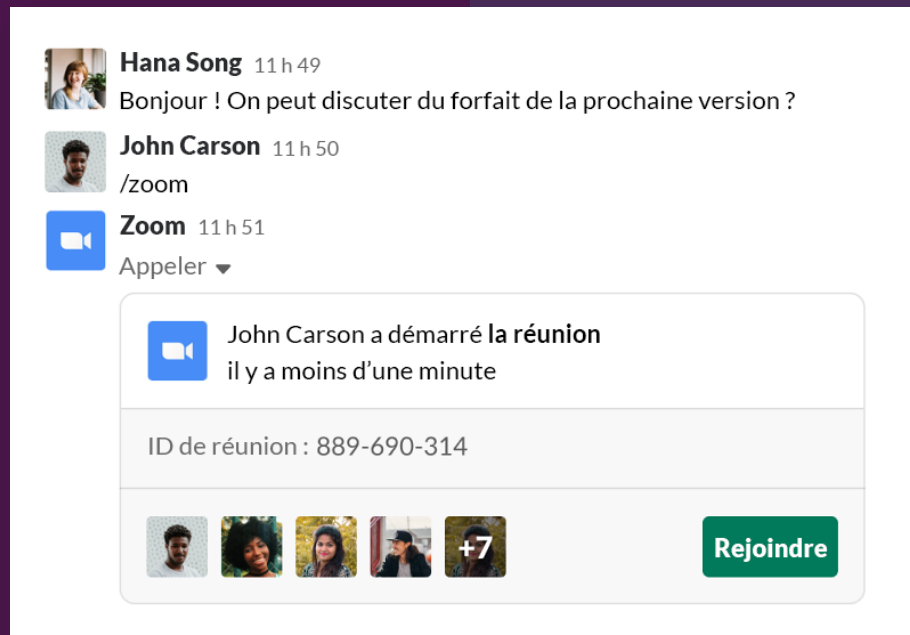 Hana Song 11 h 49
Bonjour ! On peut discuter du forfait de la prochaine version ?
John Carson 11 h 50
/zoom
Zoom 11 h 51
Appeler
John Carson a démarré la réunion
il y a moins d’une minute
ID de réunion : 889-690-314
+7
Rejoindre